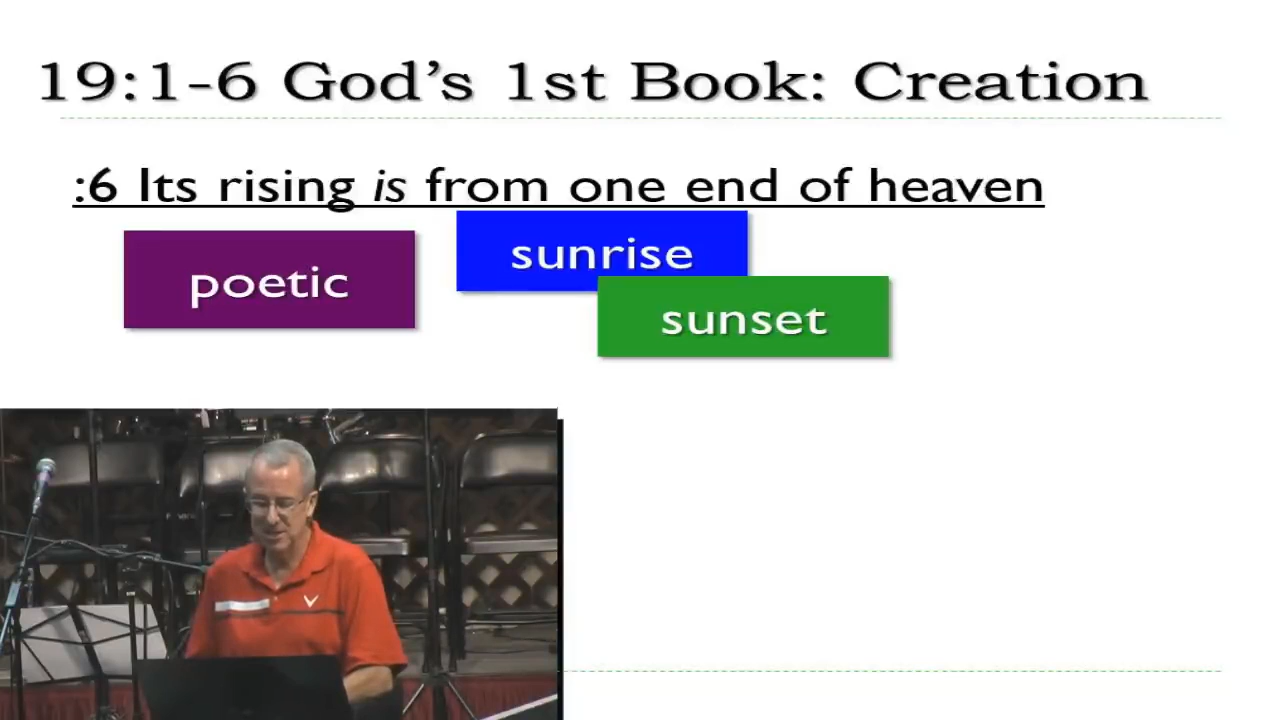 19:1-6 God’s 1st Book: Creation
:6 Its rising is from one end of heaven
poetic
sunrise
sunset